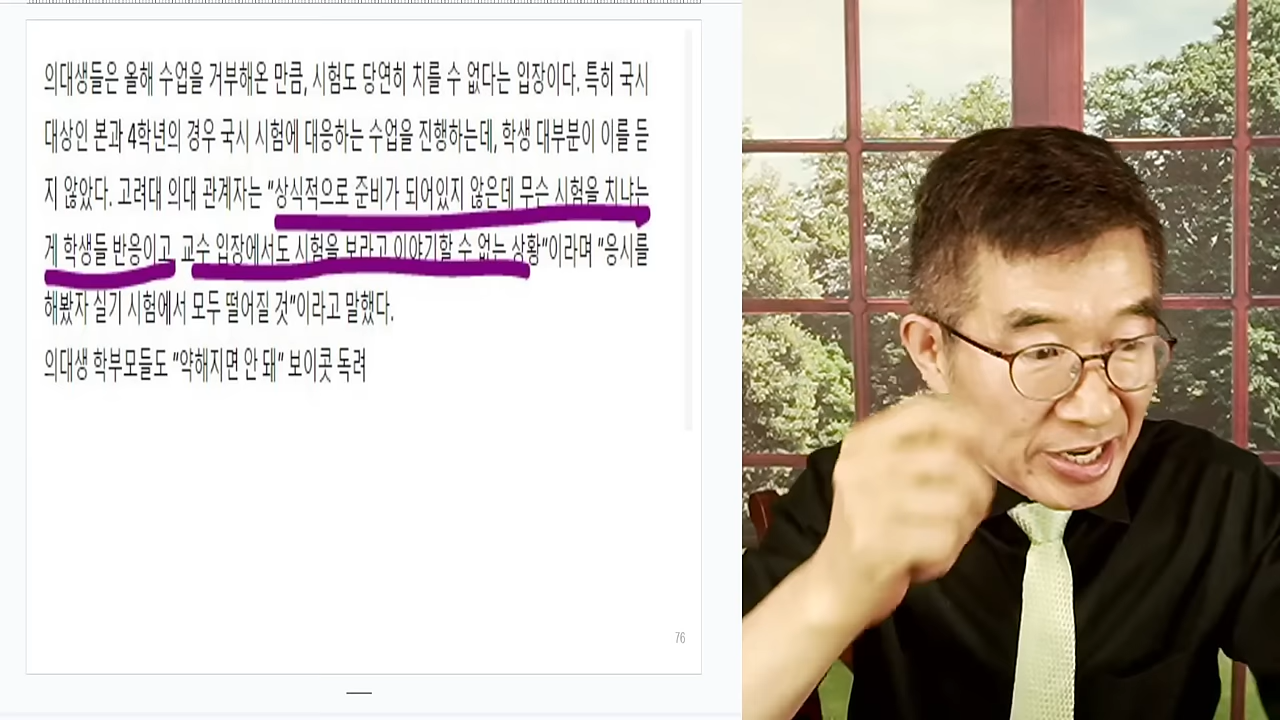 의대생들은 올해 수업을 거부해온 만큼, 시험도 당연히 치를 수 없다는 입장이다. 특히 국시
대상인 본과 4학년의 경우 국시 시험에 대응하는 수업을 진행하는데, 학생 대부분이 이를 듣
지 않았다. 고려대 의대 관계자는 "상식적으로 준비가 되어있지 않은데 무슨 시험을 치냐는
게 학생들 반응이고 교수 입장에서도 시험을 보라고 이야기할 수 없는 상황"이라며 "응시를
해봤자 실기 시험에서 모두 떨어질 것"이라고 말했다.
의대생 학부모들도 "약해지면 안 돼" 보이콧 독려
76